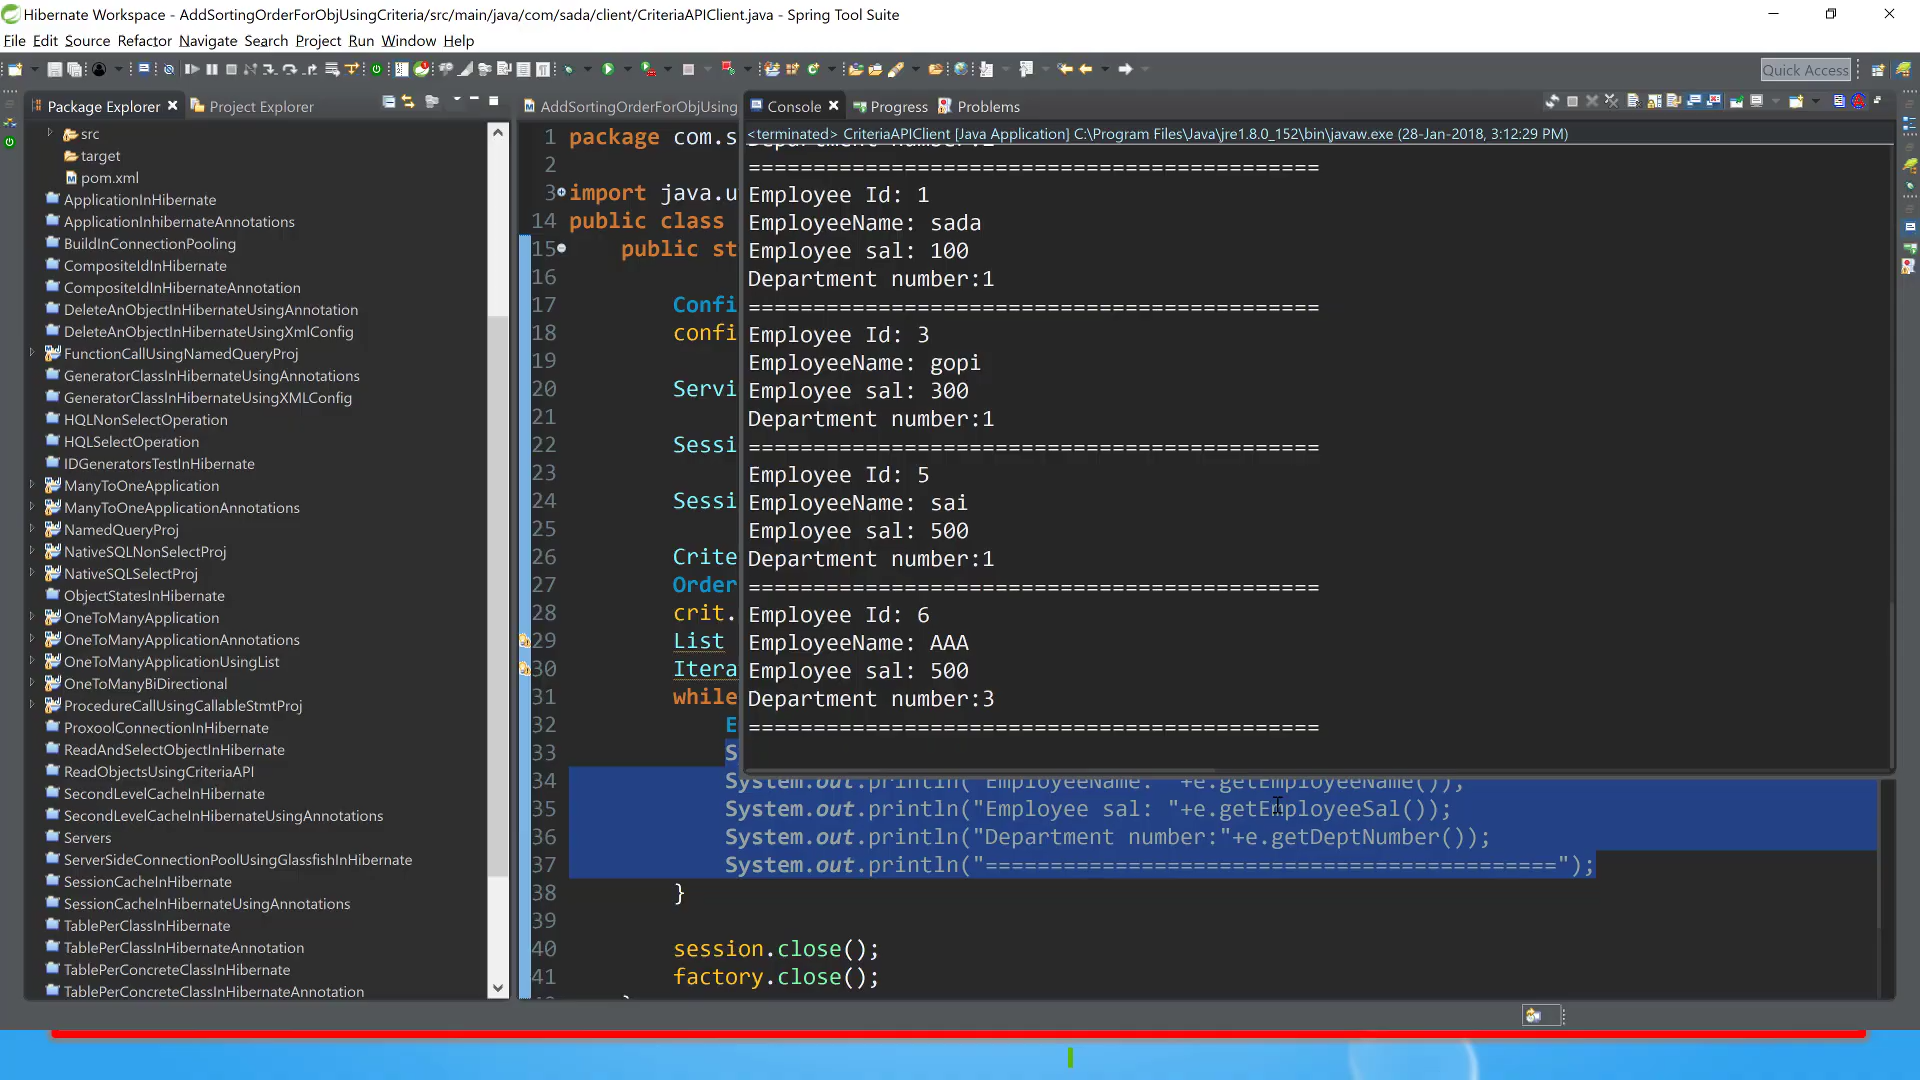 Hibernate Workspace - AddSortingOrderForObjUsingCriteria/src/main/java/com/sada/client/CriteriaAPIClient.java - Spring Tool Suite
File Edit Source Refactor Navigate Search Project Run Window Help
Quick Access
Package Explorer
Project Explorer
src
target
pom.xml
ApplicationInHibernate
ApplicationInhibernateAnnotations
BuildInConnectionPooling
CompositeIdInHibernate
CompositeIdInHibernateAnnotation
DeleteAnObjectInHibernateUsingAnnotation
DeleteAnObjectInHibernateUsingXmlConfig
FunctionCallUsingNamedQueryProj
GeneratorClassInHibernateUsingAnnotations
GeneratorClassInHibernateUsingXMLConfig
HQLNonSelectOperation
HQLSelectOperation
IDGeneratorsTestInHibernate
ManyToOneApplication
ManyToOneApplicationAnnotations
NamedQueryProj
NativeSQLNonSelectProj
NativeSQLSelectProj
ObjectStatesInHibernate
OneToManyApplication
OneToManyApplicationAnnotations
OneToManyApplicationUsingList
OneToManyBiDirectional
ProcedureCallUsingCallableStmtProj
ProxoolConnectionInHibernate
ReadAndSelectObjectInHibernate
ReadObjectsUsingCriteriaAPI
SecondLevelCacheInHibernate
SecondLevelCacheInHibernateUsingAnnotations
Servers
ServerSideConnectionPoolUsingGlassfishInHibernate
SessionCacheInHibernate
SessionCacheInHibernateUsingAnnotations
TablePerClassInHibernate
TablePerClassInHibernateAnnotation
TablePerConcreteClassInHibernate
TablePerConcreteClassInHibernateAnnotation
AddSortingOrderForObjUsing
1 package com.s
2
3 import java.u
14 public class
15 public st
16
17 Confi
18 confi
19
20 Servi
21
22 Sessi
23
24 Sessi
25
26 Crite
27 Order
28 crit.
29 List
30 Itera
31 while
32 E
33 S
34 System.out.println("EmployeeName: "+e.getEmployeeName());
35 System.out.println("Employee sal: "+e.getEmployeeSal());
36 System.out.println("Department number:"+e.getDeptNumber());
37 System.out.println("============================================");
38 }
39
40 session.close();
41 factory.close();
Console Progress Problems
<terminated> CriteriaAPIClient [Java Application] C:\Program Files\Java\jre1.8.0_152\bin\javaw.exe (28-Jan-2018, 3:12:29 PM)
============================================
Employee Id: 1
EmployeeName: sada
Employee sal: 100
Department number:1
============================================
Employee Id: 3
EmployeeName: gopi
Employee sal: 300
Department number:1
============================================
Employee Id: 5
EmployeeName: sai
Employee sal: 500
Department number:1
============================================
Employee Id: 6
EmployeeName: AAA
Employee sal: 500
Department number:3
============================================